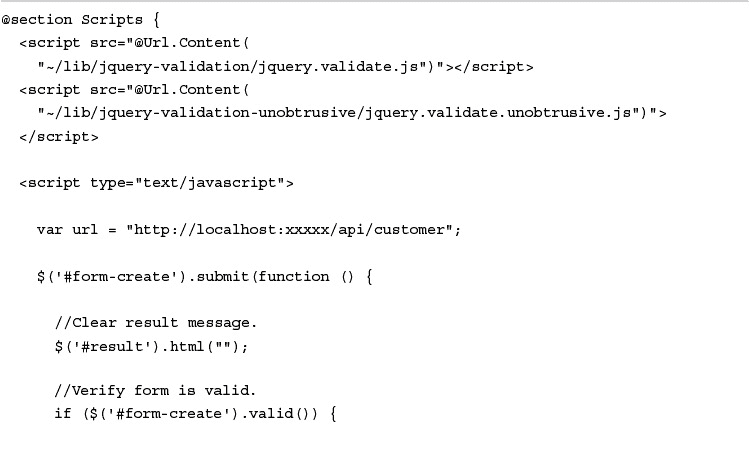 @section Scripts {
<script src="@Url.Content(
"~/lib/jquery-validation/jquery.validate.js")"></script>
<script src="@Url.Content(
"~/lib/jquery-validation-unobtrusive/jquery.validate.unobtrusive.js")">
</script>
<script type="text/javascript">
var url = "http://localhost:xxxxx/api/customer";
$('#form-create').submit(function () {
//Clear result message.
$('#result').html("");
//Verify form is valid.
if ($('#form-create').valid()) {